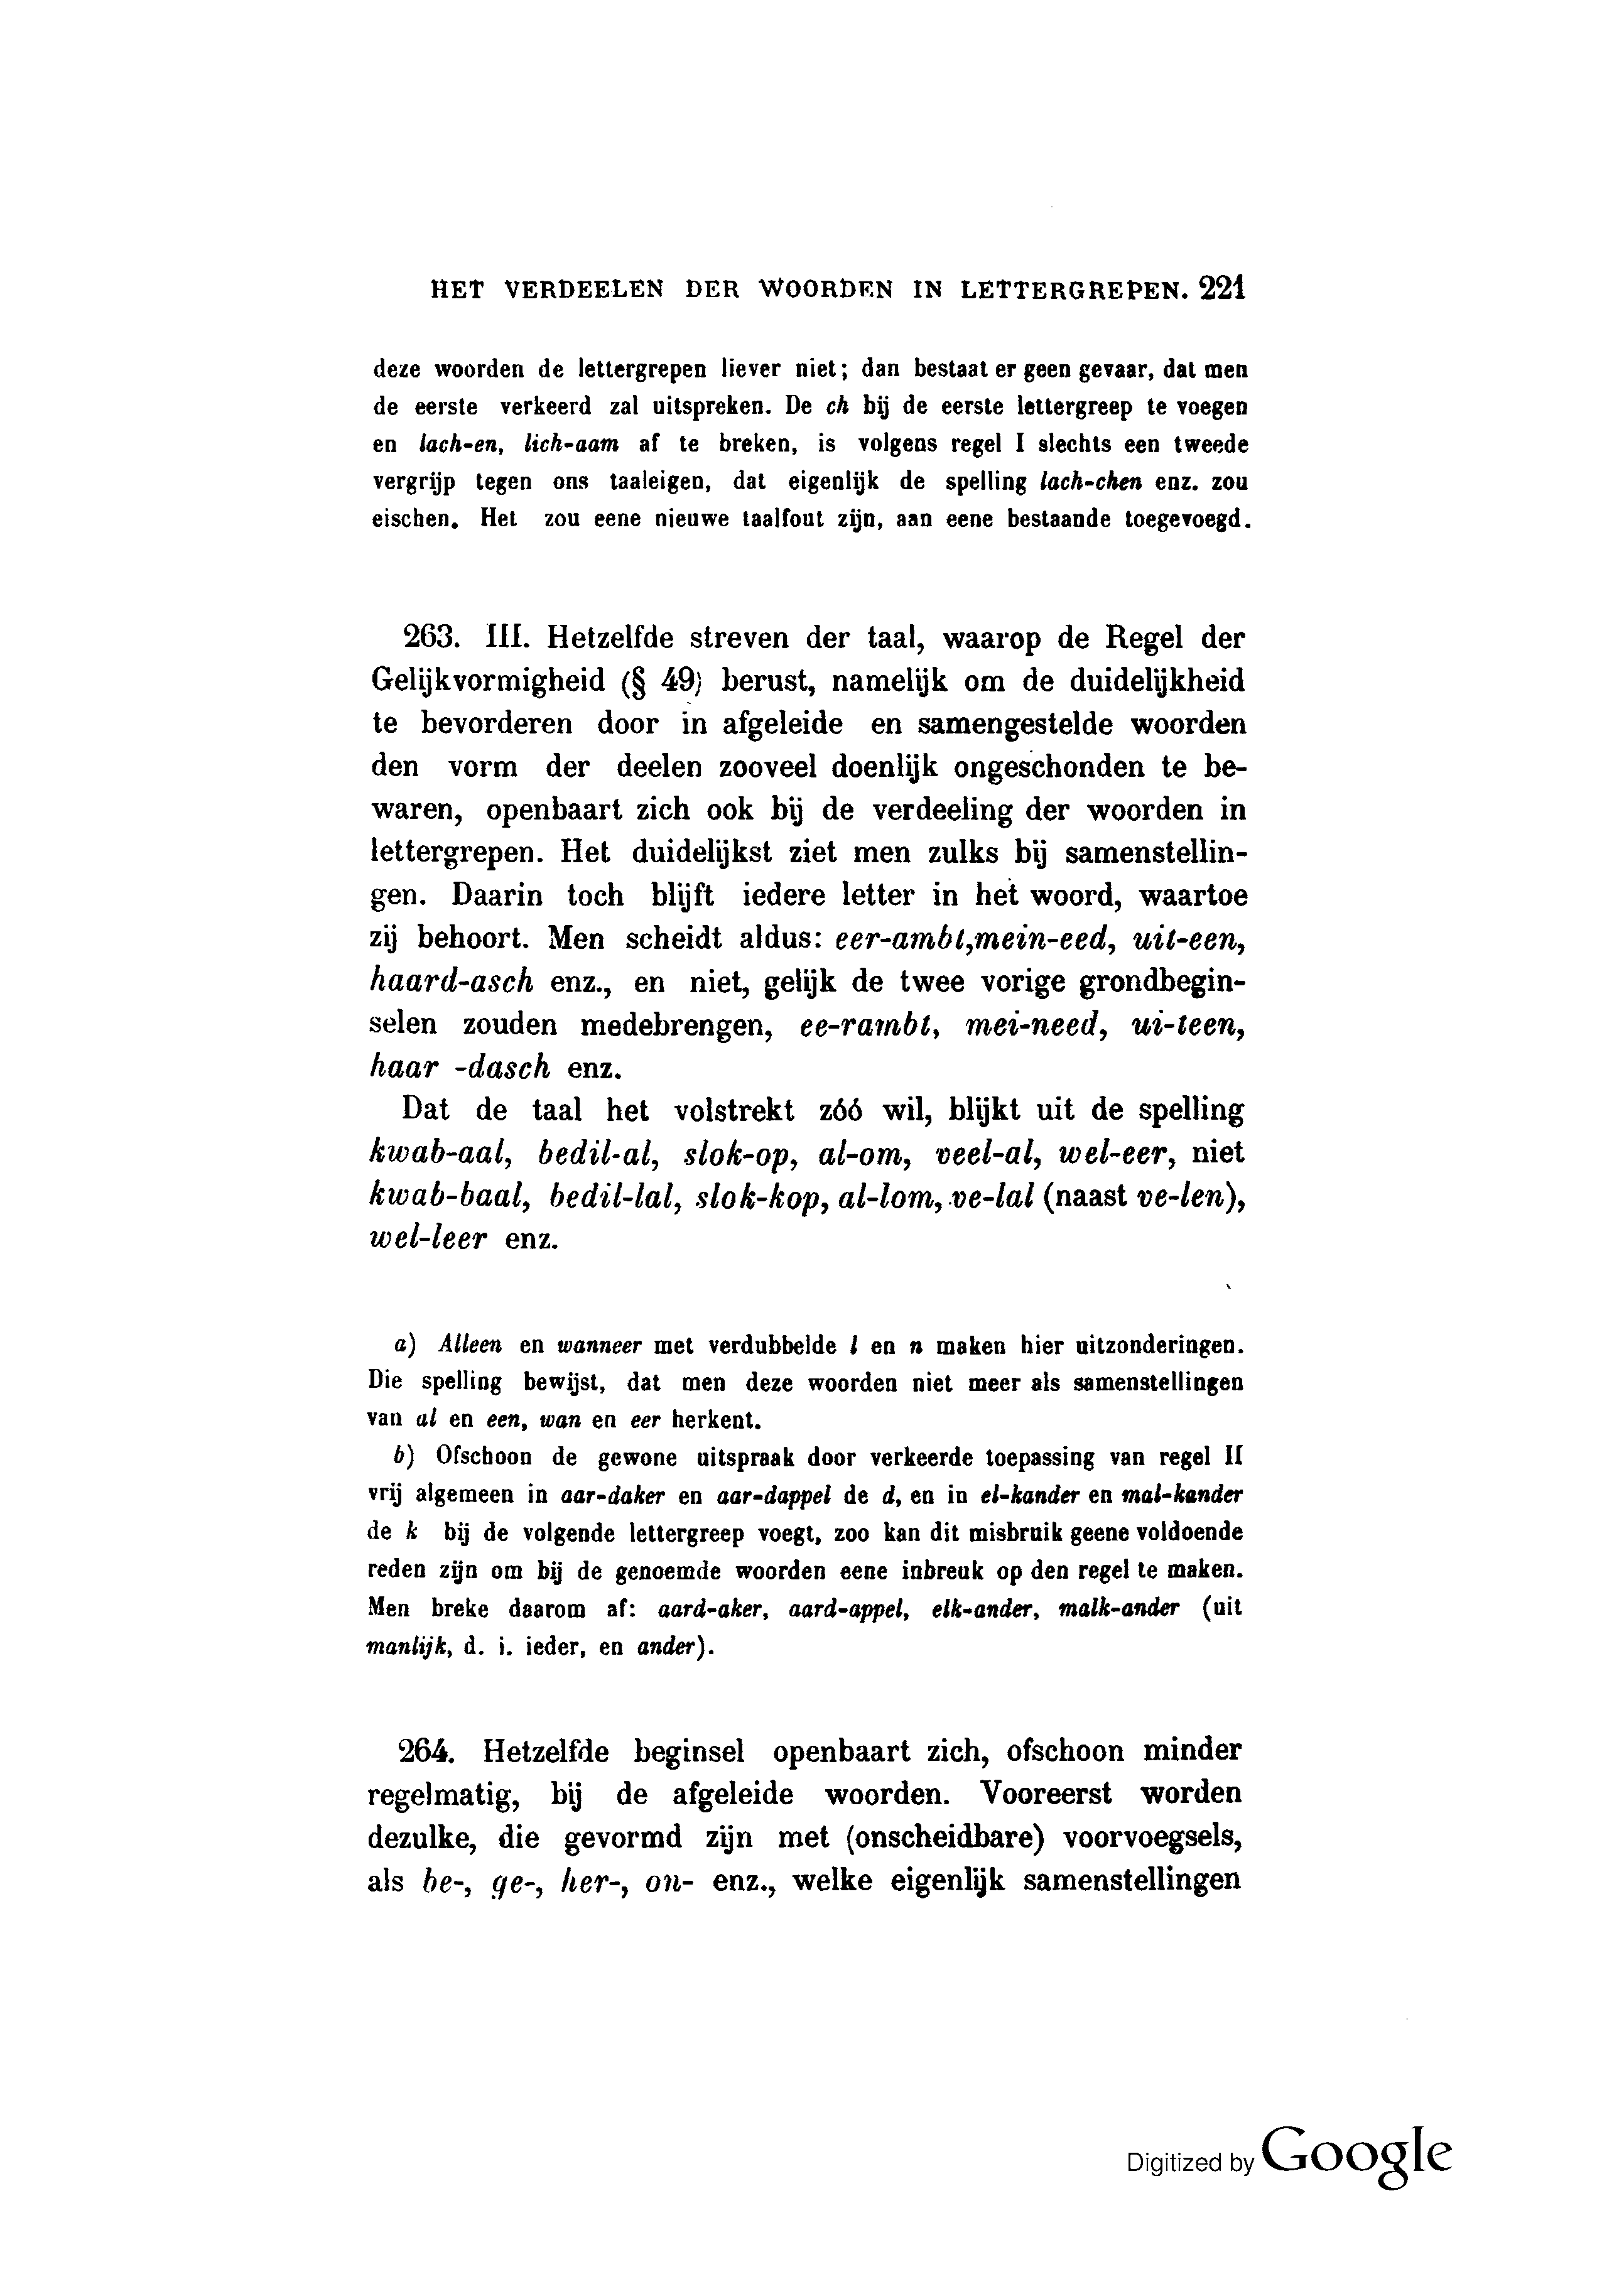 HET VERDEELEN DER WOORDEN IN LETTERGREPEN. 221
deze woorden de lettergrepen liever niet; dan bestaat er geen gevaar, dat men
de eerste verkeerd zal uitspreken. De ch bij de eerste lettergreep te voegen
en lach-en, lich-aam af te breken, is volgens regel I slechts een tweede
vergrijp tegen ons taaleigen, dat eigenlijk de spelling lach-chen enz. zou
eischen. Het zou eene nieuwe taalfout zijn, aan eene bestaande toegevoegd.
263. III. Hetzelfde streven der taal, waarop de Regel der
Gelijkvormigheid (§ 49) berust, namelijk om de duidelijkheid
te bevorderen door in afgeleide en samengestelde woorden
den vorm der deelen zooveel doenlijk ongeschonden te be-
waren, openbaart zich ook bij de verdeeling der woorden in
lettergrepen. Het duidelijkst ziet men zulks bij samenstellin-
gen. Daarin toch blijft iedere letter in het woord, waartoe
zij behoort. Men scheidt aldus: eer-ambt,mein-eed, uit-een,
haard-asch enz., en niet, gelijk de twee vorige grondbegin-
selen zouden medebrengen, ee-rambt, mei-need, ui-teen,
haar -dasch enz.
Dat de taal het volstrekt zóó wil, blijkt uit de spelling
kwab-aal, bedil-al, slok-op, al-om, veel-al, wel-eer, niet
kwab-baal, bedil-lal, slok-kop, al-lom, ve-lal (naast ve-len),
wel-leer enz.
a) Alleen en wanneer met verdubbelde l en n maken hier uitzonderingen.
Die spelling bewijst, dat men deze woorden niet meer als samenstellingen
van al en een, wan en eer herkent.
b) Ofschoon de gewone uitspraak door verkeerde toepassing van regel II
vrij algemeen in aar-daker en aar-dappel de d, en in el-kander en mal-kander
de k bij de volgende lettergreep voegt, zoo kan dit misbruik geene voldoende
reden zijn om bij de genoemde woorden eene inbreuk op den regel te maken.
Men breke daarom af: aard-aker, aard-appel, elk-ander, malk-ander (uit
manlijk, d. i. ieder, en ander).
264. Hetzelfde beginsel openbaart zich, ofschoon minder
regelmatig, bij de afgeleide woorden. Vooreerst worden
dezulke, die gevormd zijn met (onscheidbare) voorvoegsels,
als be-, ge-, her-, on- enz., welke eigenlijk samenstellingen
Digitized by Google